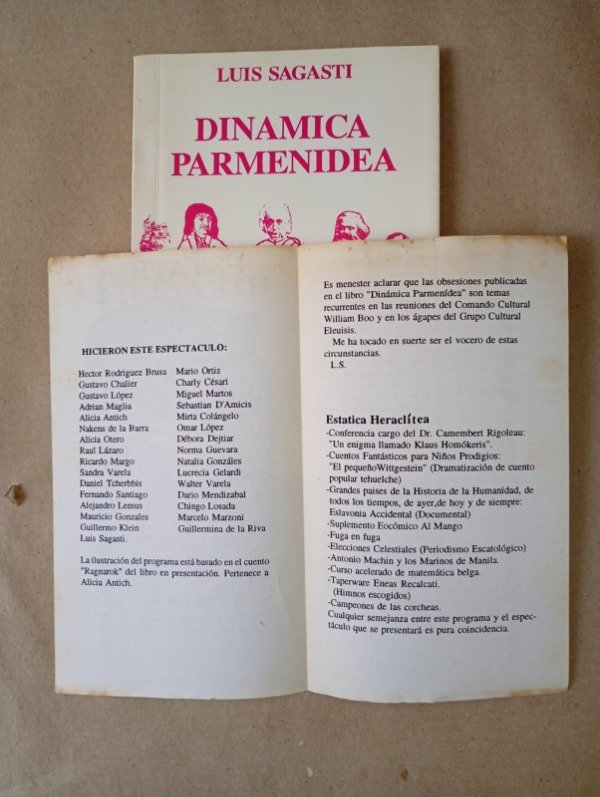 LUIS SAGASTI
DINAMICA
PARMENIDEA
HICIERON ESTE ESPECTACULO:
Hector Rodriguez Brusa Mario Ortiz
Gustavo Chalier Charly Césari
Gustavo López Miguel Martos
Adrian Maglia Sebastian D'Amicis
Alicia Antich Mirta Colángelo
Nakens de la Barra Omar López
Alicia Otero Débora Dejtiar
Raul Lázaro Norma Guevara
Ricardo Margo Natalia Gonzáles
Sandra Varela Lucrecia Gelardi
Daniel Tcherbbis Walter Varela
Fernando Santiago Dario Mendizabal
Alejandro Lemus Chingo Losada
Mauricio Gonzales Marcelo Marzoni
Guillermo Klein Guillermina de la Riva
Luis Sagasti.
La ilustración del programa está basado en el cuento
"Ragnarok" del libro en presentación. Pertenece a
Alicia Antich.
Es menester aclarar que las obsesiones publicadas
en el libro "Dinámica Parmenídea" son temas
recurrentes en las reuniones del Comando Cultural
William Boo y en los ágapes del Grupo Cultural
Eleuisis.
Me ha tocado en suerte ser el vocero de estas
circunstancias.
L.S.
Estatica Heraclítea
-Conferencia cargo del Dr. Camembert Rigoleau:
"Un enigma llamado Klaus Homókeris".
-Cuentos Fantásticos para Niños Prodigios:
"El pequeñoWittgestein" (Dramatización de cuento
popular tehuelche)
-Grandes paises de la Historia de la Humanidad, de
todos los tiempos, de ayer,de hoy y de siempre:
Eslavonia Accidental (Documental)
-Suplemento Eocómico Al Mango
-Fuga en fuga
-Elecciones Celestiales (Periodismo Escatológico)
-Antonio Machin y los Marinos de Manila.
-Curso acelerado de matemática belga.
-Taperware Eneas Recalcati.
(Himnos escogidos)
-Campeones de las corcheas.
Cualquier semejanza entre este programa y el espec-
táculo que se presentará es pura coincidencia.